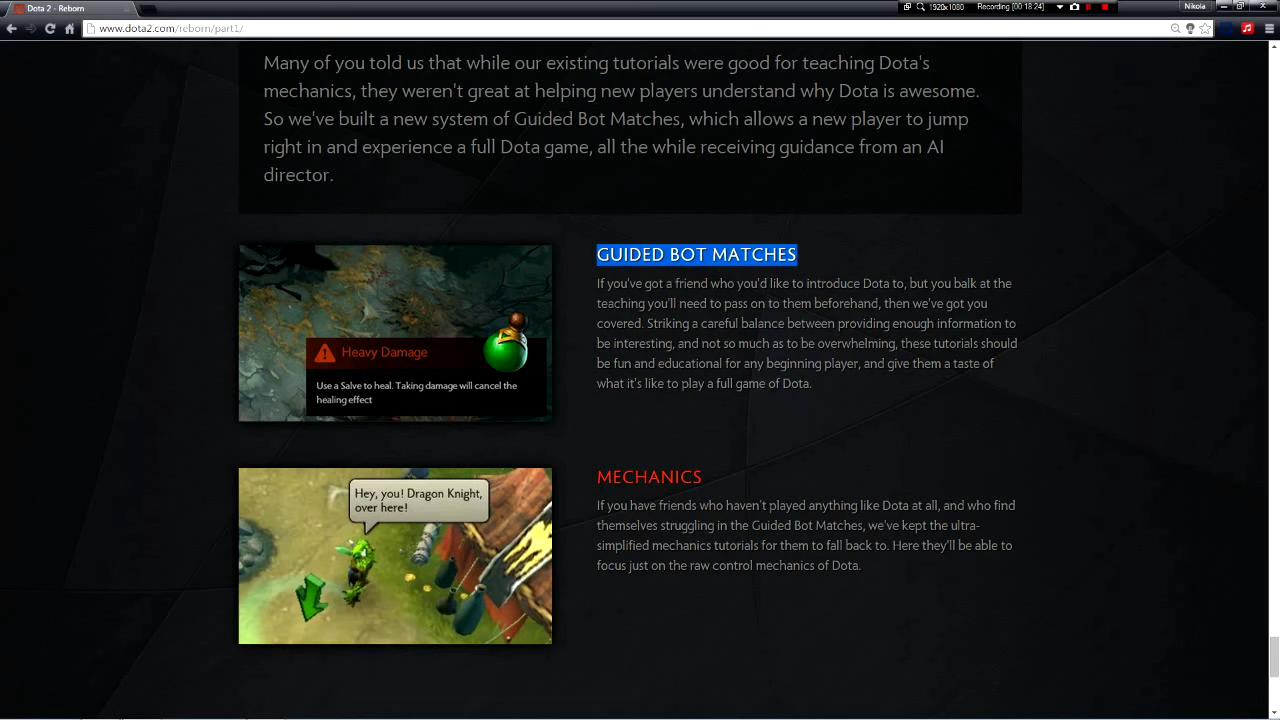 Dota 2 - Reborn
1920x1080
Recording [00:18:24]
Nikola
www.dota2.com/reborn/part1/
Many of you told us that while our existing tutorials were good for teaching Dota's
mechanics, they weren't great at helping new players understand why Dota is awesome.
So we've built a new system of Guided Bot Matches, which allows a new player to jump
right in and experience a full Dota game, all the while receiving guidance from an AI
director.
GUIDED BOT MATCHES
If you've got a friend who you'd like to introduce Dota to, but you balk at the
teaching you'll need to pass on to them beforehand, then we've got you
covered. Striking a careful balance between providing enough information to
be interesting, and not so much as to be overwhelming, these tutorials should
be fun and educational for any beginning player, and give them a taste of
what it's like to play a full game of Dota.
Heavy Damage
Use a Salve to heal. Taking damage will cancel the
healing effect
MECHANICS
If you have friends who haven't played anything like Dota at all, and who find
themselves struggling in the Guided Bot Matches, we've kept the ultra-
simplified mechanics tutorials for them to fall back to. Here they'll be able to
focus just on the raw control mechanics of Dota.
Hey, you! Dragon Knight,
over here!